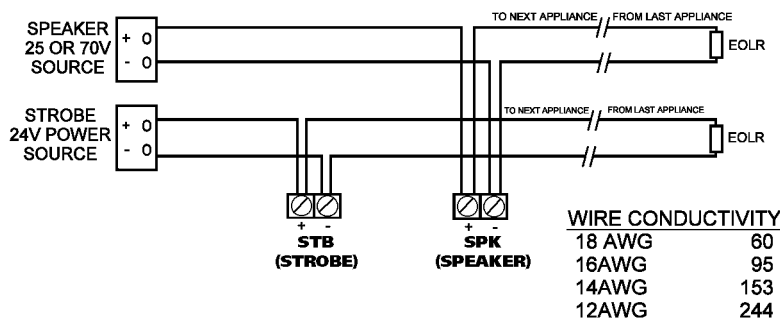 TO NEXT APPLIANCE FROM LAST APPLIANCE
SPEAKER
25 OR 70V
SOURCE
+ O
- O
EOLR
STROBE
24V POWER
SOURCE
+ O
- O
TO NEXT APPLIANCE FROM LAST APPLIANCE
EOLR
+ -
STB
(STROBE)
+ -
SPK
(SPEAKER)
WIRE CONDUCTIVITY
18 AWG 60
16AWG 95
14AWG 153
12AWG 244